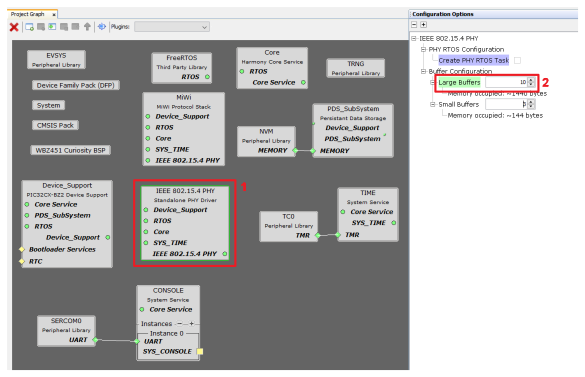 Project Graph x
Plugins:
EVSYS
Peripheral Library
Device Family Pack (DFP)
System
CMSIS Pack
WBZ451 Curiosity BSP
FreeRTOS
Third Party Library
RTOS
MiWi
MiWi Protocol Stack
Device_Support
RTOS
Core
SYS_TIME
IEEE 802.15.4 PHY
Core
Harmony Core Service
RTOS
Core Service
TRNG
Peripheral Library
NVM
Peripheral Library
MEMORY
PDS_SubSystem
Persistent Data Storage
Device_Support
PDS_SubSystem
MEMORY
Device_Support
PIC32CX-BZ2 Device Support
Core Service
PDS_SubSystem
RTOS
Device_Support
Bootloader Services
RTC
IEEE 802.15.4 PHY
Standalone PHY Driver
Device_Support
RTOS
Core
SYS_TIME
IEEE 802.15.4 PHY
1
TC0
Peripheral Library
TMR
TIME
System Service
Core Service
SYS_TIME
TMR
SERCOM0
Peripheral Library
UART
CONSOLE
System Service
Core Service
Instances - +
Instance 0
UART
SYS_CONSOLE
Configuration Options
IEEE 802.15.4 PHY
PHY RTOS Configuration
Create PHY RTOS Task
Buffer Configuration
Large Buffers 10
2
Memory occupied: ~1440 bytes
Small Buffers
Memory occupied: ~144 bytes